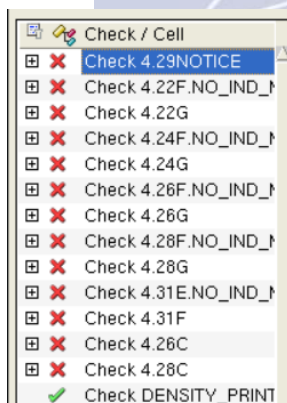 Check / Cell
Check 4.29NOTICE
Check 4.22F.NO_IND_
Check 4.22G
Check 4.24F.NO_IND_
Check 4.24G
Check 4.26F.NO_IND_
Check 4.26G
Check 4.28F.NO_IND_
Check 4.28G
Check 4.31E.NO_IND_
Check 4.31F
Check 4.26C
Check 4.28C
Check DENSITY_PRINT